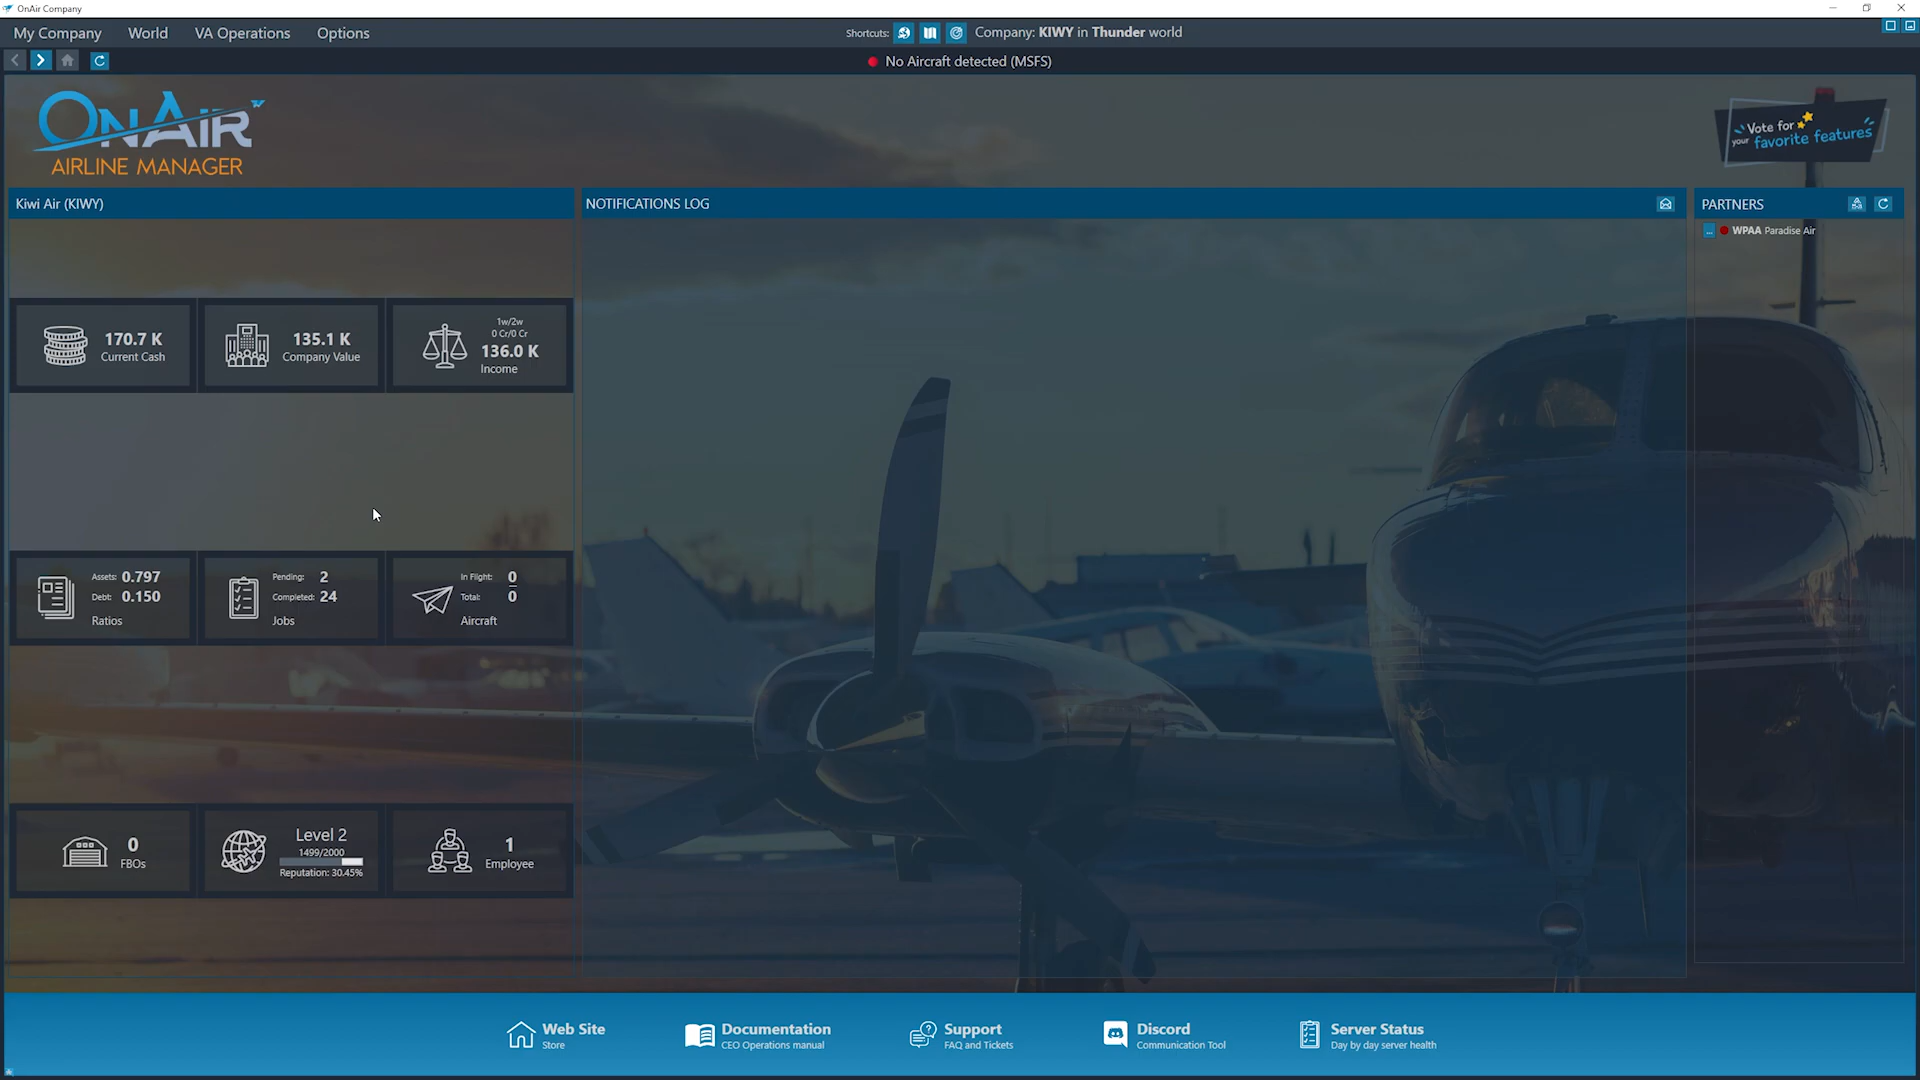 OnAir Company
My Company World VA Operations Options
Shortcuts: Company: KIWY in Thunder world
No Aircraft detected (MSFS)
ONAIR
AIRLINE MANAGER
Vote for
your favorite features
Kiwi Air (KIWY)
NOTIFICATIONS LOG
PARTNERS
... WPAA Paradise Air
170.7 K
Current Cash
135.1 K
Company Value
1w/2w
0 Cr/0 Cr
136.0 K
Income
Assets: 0.797
Debt: 0.150
Ratios
Pending: 2
Completed: 24
Jobs
In Flight: 0
Total: 0
Aircraft
0
FBOs
Level 2
1499/2000
Reputation: 30.45%
1
Employee
Web Site
Store
Documentation
CEO Operations manual
Support
FAQ and Tickets
Discord
Communication Tool
Server Status
Day by day server health